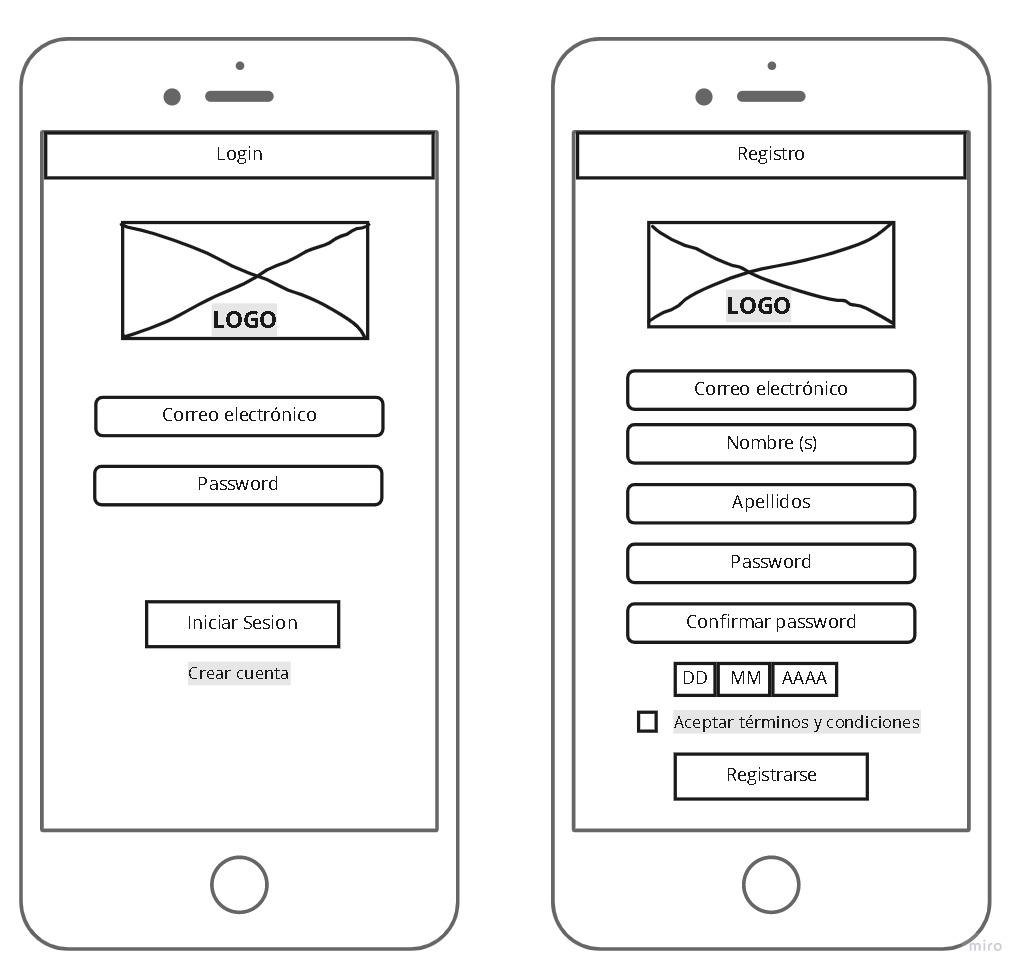 Login
LOGO
Correo electrónico
Password
Iniciar Sesion
Crear cuenta
Registro
LOGO
Correo electrónico
Nombre (s)
Apellidos
Password
Confirmar password
DD MM AAAA
Aceptar términos y condiciones
Registrarse
miro